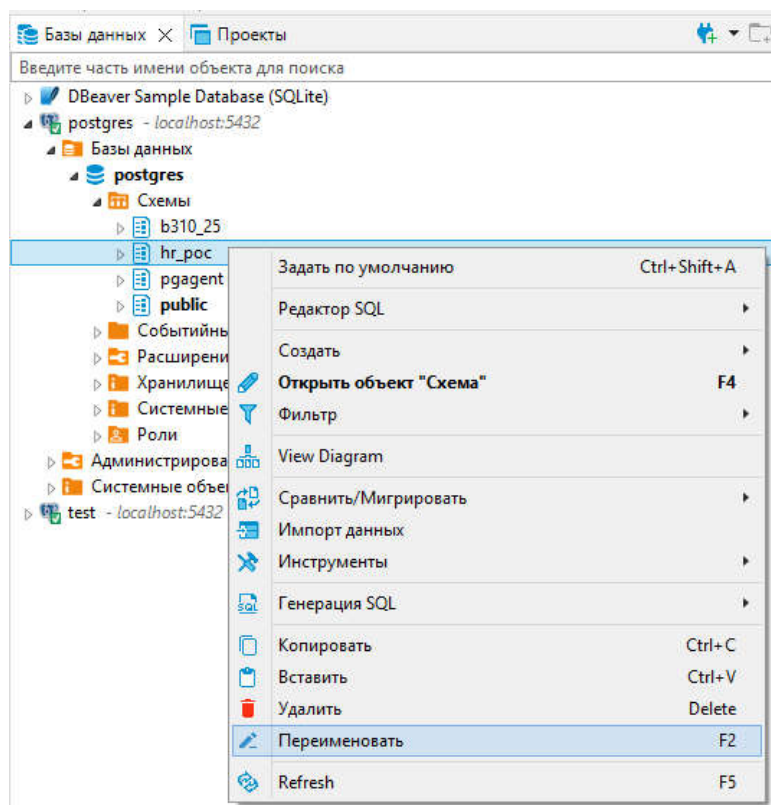 Базы данных Проекты
Введите часть имени объекта для поиска
DBeaver Sample Database (SQLite)
postgres - localhost:5432
Базы данных
postgres
Схемы
b310_25
hr_poc
pgagent
public
Событийнь
Расширени
Хранилище
Системные
Роли
Администрирова
Системные объе
test - localhost:5432
Задать по умолчанию Ctrl+Shift+A
Редактор SQL
Создать
Открыть объект "Схема" F4
Фильтр
View Diagram
Сравнить/Мигрировать
Импорт данных
Инструменты
SQL Генерация SQL
Копировать Ctrl+C
Вставить Ctrl+V
Удалить Delete
Переименовать F2
Refresh F5